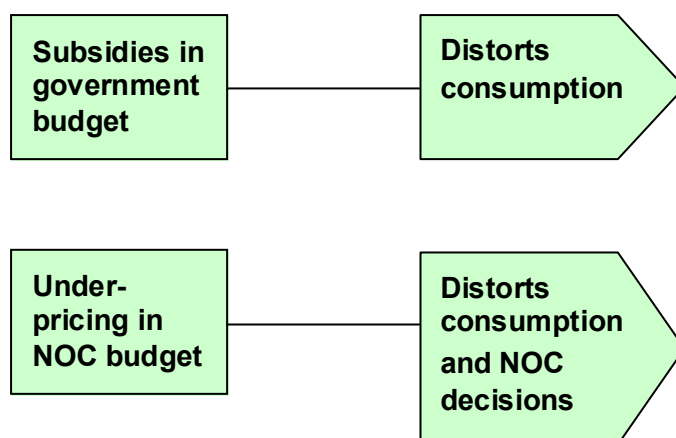 Subsidies in
government
budget
Distorts
consumption
Under-
pricing in
NOC budget
Distorts
consumption
and NOC
decisions